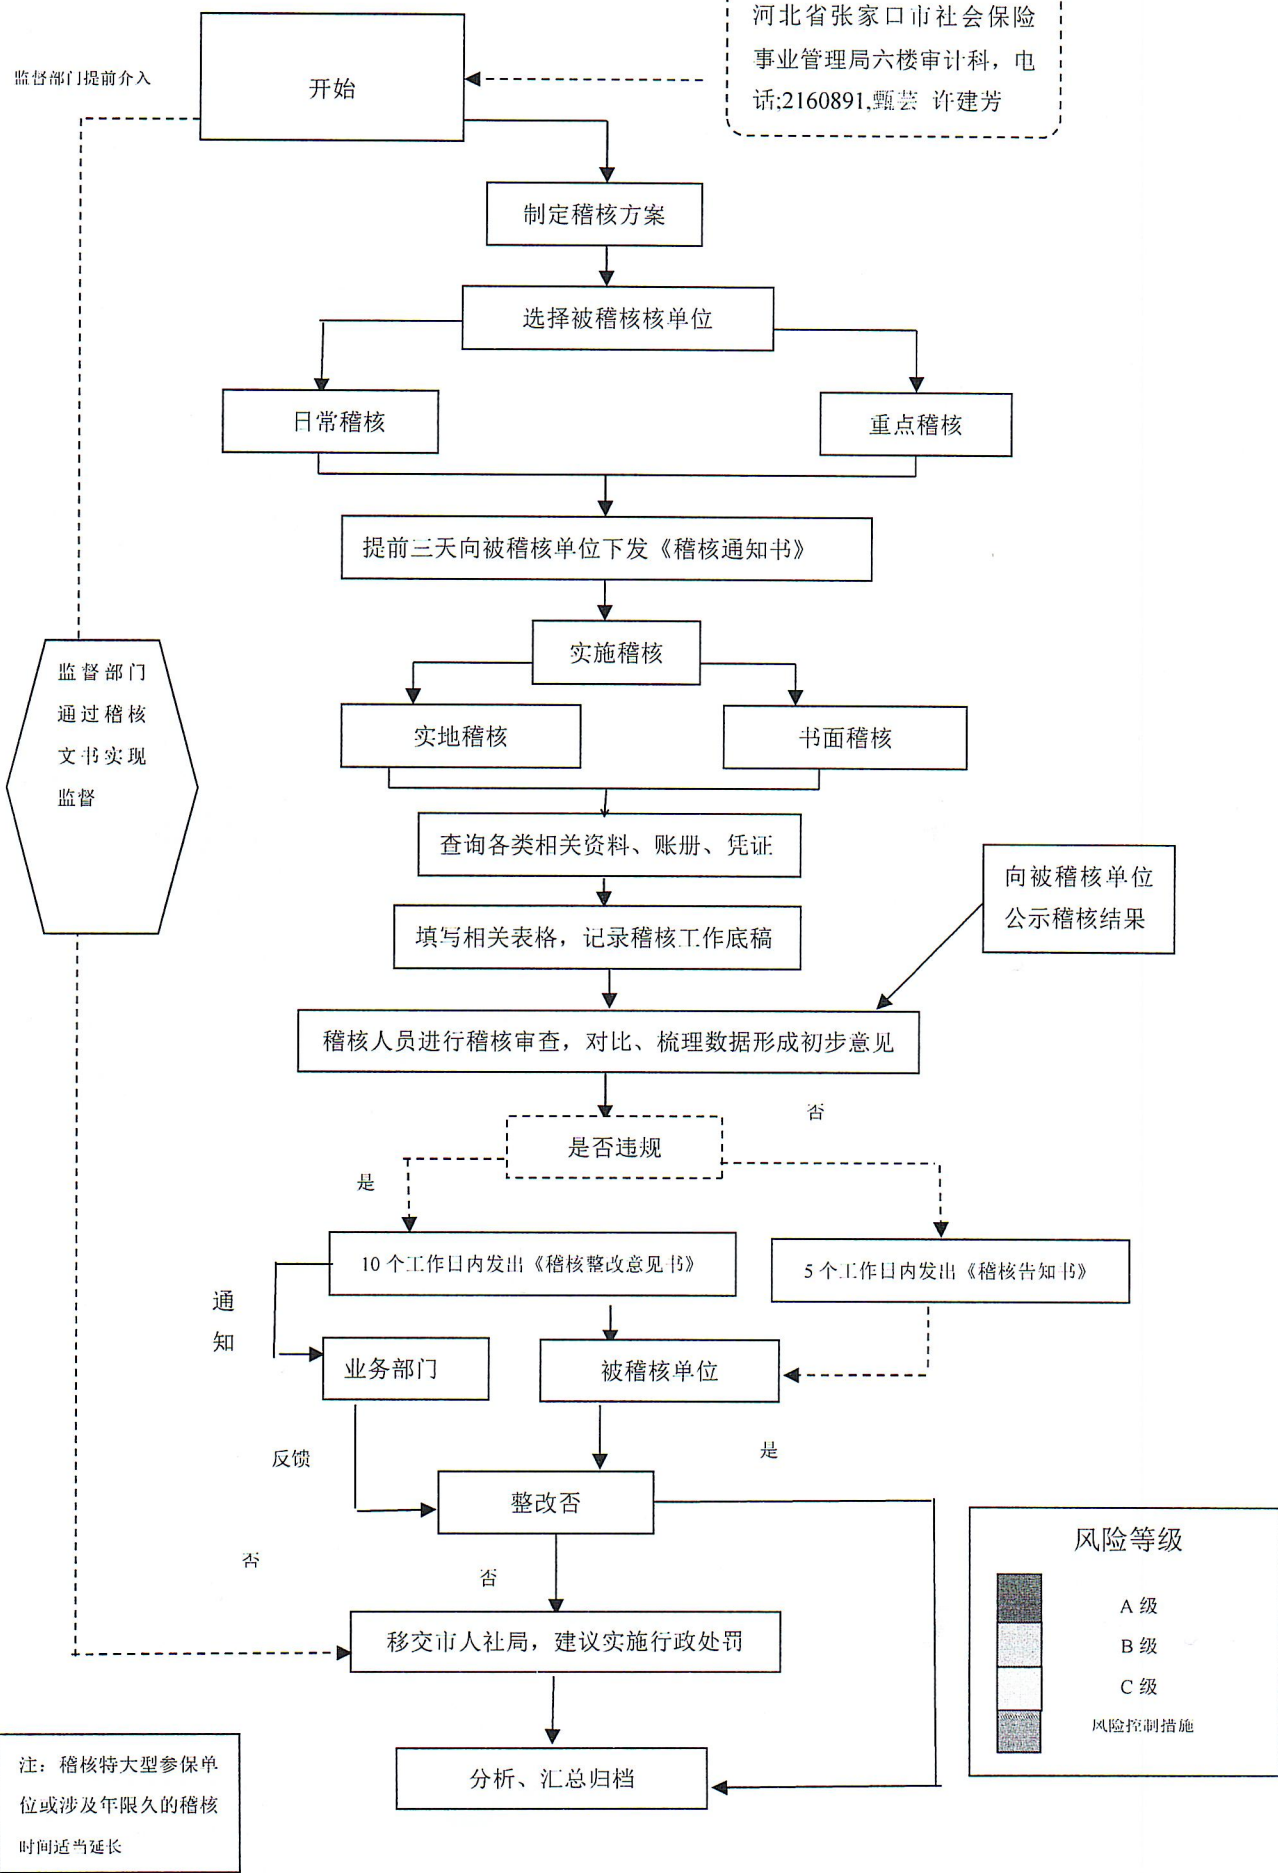 河北省张家口市社会保险
事业管理局六楼审计科，电
话;2160891,甄芸 许建芳
监督部门提前介入
开始
制定稽核方案
选择被稽核核单位
日常稽核
重点稽核
提前三天向被稽核单位下发《稽核通知书》
实施稽核
监督部门
通过稽核
文书实现
监督
实地稽核
书面稽核
查询各类相关资料、账册、凭证
向被稽核单位
公示稽核结果
填写相关表格，记录稽核工作底稿
稽核人员进行稽核审查，对比、梳理数据形成初步意见
否
是否违规
是
10 个工作日内发出《稽核整改意见书》
5 个工作日内发出《稽核告知书》
通
知
业务部门
被稽核单位
反馈
是
整改否
否
否
移交市人社局，建议实施行政处罚
分析、汇总归档
风险等级
A 级
B 级
C 级
风险控制措施
注：稽核特大型参保单
位或涉及年限久的稽核
时间适当延长